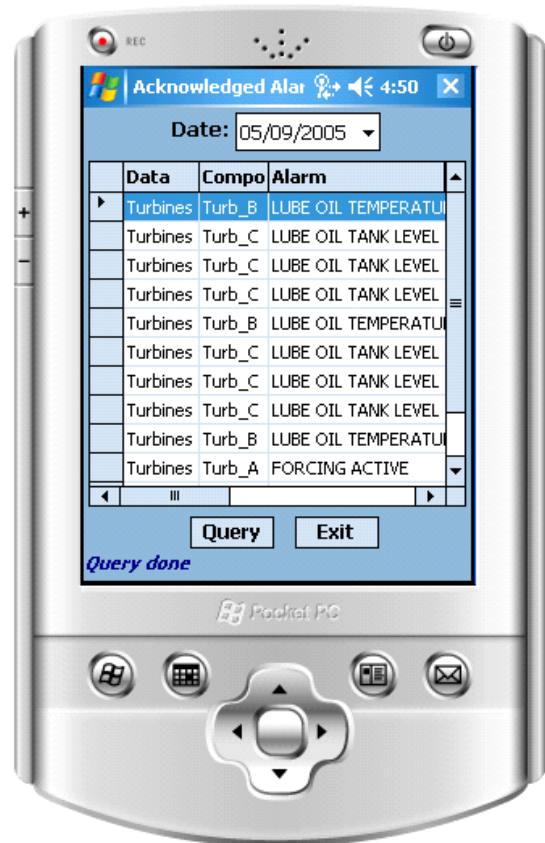 REC
Acknowledged Alar 4:50
Date: 05/09/2005
Data Compo Alarm
Turbines Turb_B LUBE OIL TEMPERATU
Turbines Turb_C LUBE OIL TANK LEVEL
Turbines Turb_C LUBE OIL TANK LEVEL
Turbines Turb_C LUBE OIL TANK LEVEL
Turbines Turb_B LUBE OIL TEMPERATU
Turbines Turb_C LUBE OIL TANK LEVEL
Turbines Turb_C LUBE OIL TANK LEVEL
Turbines Turb_C LUBE OIL TANK LEVEL
Turbines Turb_B LUBE OIL TEMPERATU
Turbines Turb_A FORCING ACTIVE
Query Exit
Query done
Pocket PC